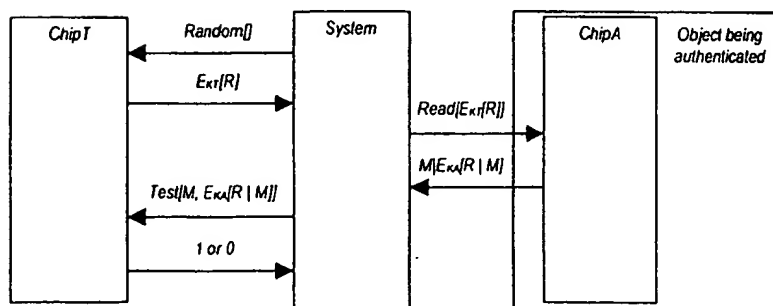 ChipT
Random[]
System
ChipA
Object being
authenticated
EKT[R]
Read[EKT[R]]
M|EKA[R | M]
Test[M, EKA[R | M]]
1 or 0